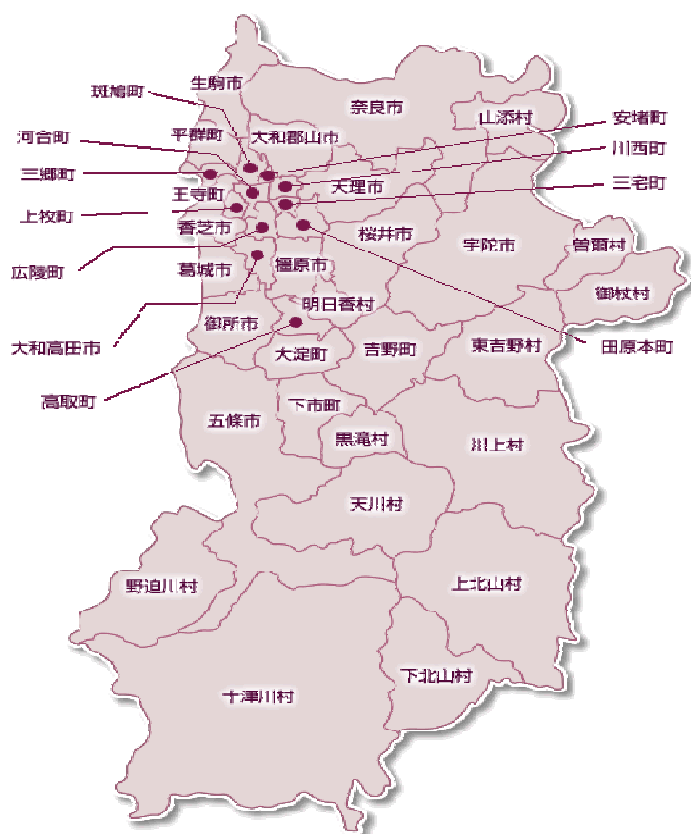 生駒市
斑鳩町
奈良市
山添村
安堵町
河合町
平群町
大和郡山市
川西町
三郷町
王寺町
天理市
三宅町
上牧町
香芝市
桜井市
宇陀市
曽爾村
広陵町
葛城市
橿原市
御杖村
明日香村
御所市
大和高田市
大淀町
吉野町
東吉野村
田原本町
高取町
下市町
五條市
黒滝村
川上村
天川村
野迫川村
上北山村
下北山村
十津川村